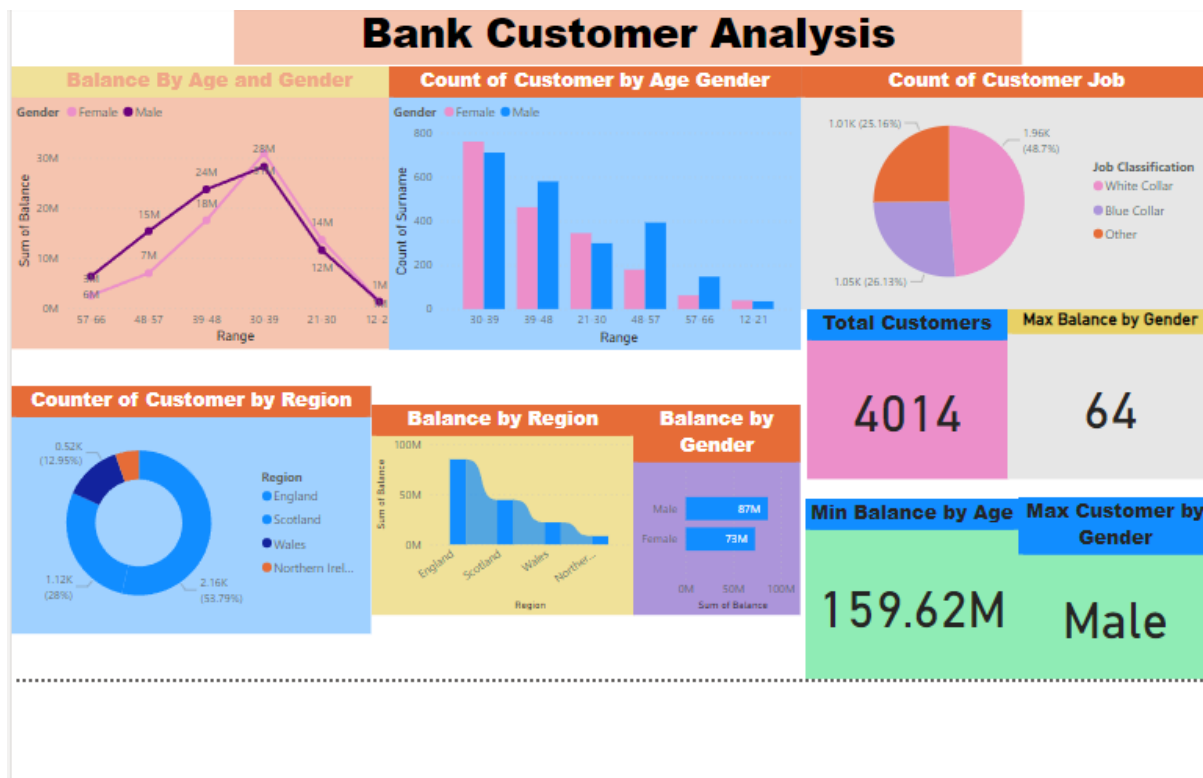 Bank Customer Analysis
Balance By Age and Gender
Gender Female Male
Sum of Balance
30M
20M
10M
0M
6M
15M
7M
24M
18M
28M
14M
12M
1M
57-66 48-57 39-48 30-39 21-30 12-2
Range
Count of Customer by Age Gender
Gender Female Male
Count of Surname
800
600
400
200
0
30-39 39-48 21-30 48-57 57-66 12-21
Range
Count of Customer Job
1.01K (25.16%)
1.96K
(48.7%)
1.05K (26.13%)
Job Classification
White Collar
Blue Collar
Other
Total Customers
4014
Max Balance by Gender
64
Counter of Customer by Region
0.52K
(12.95%)
1.12K
(28%)
2.16K
(53.79%)
Region
England
Scotland
Wales
Northern Irel...
Balance by Region
Sum of Balance
100M
50M
0M
England
Scotland
Wales
Norther...
Region
Balance by
Gender
Male 87M
Female 73M
0M 50M 100M
Sum of Balance
Min Balance by Age
159.62M
Max Customer by
Gender
Male